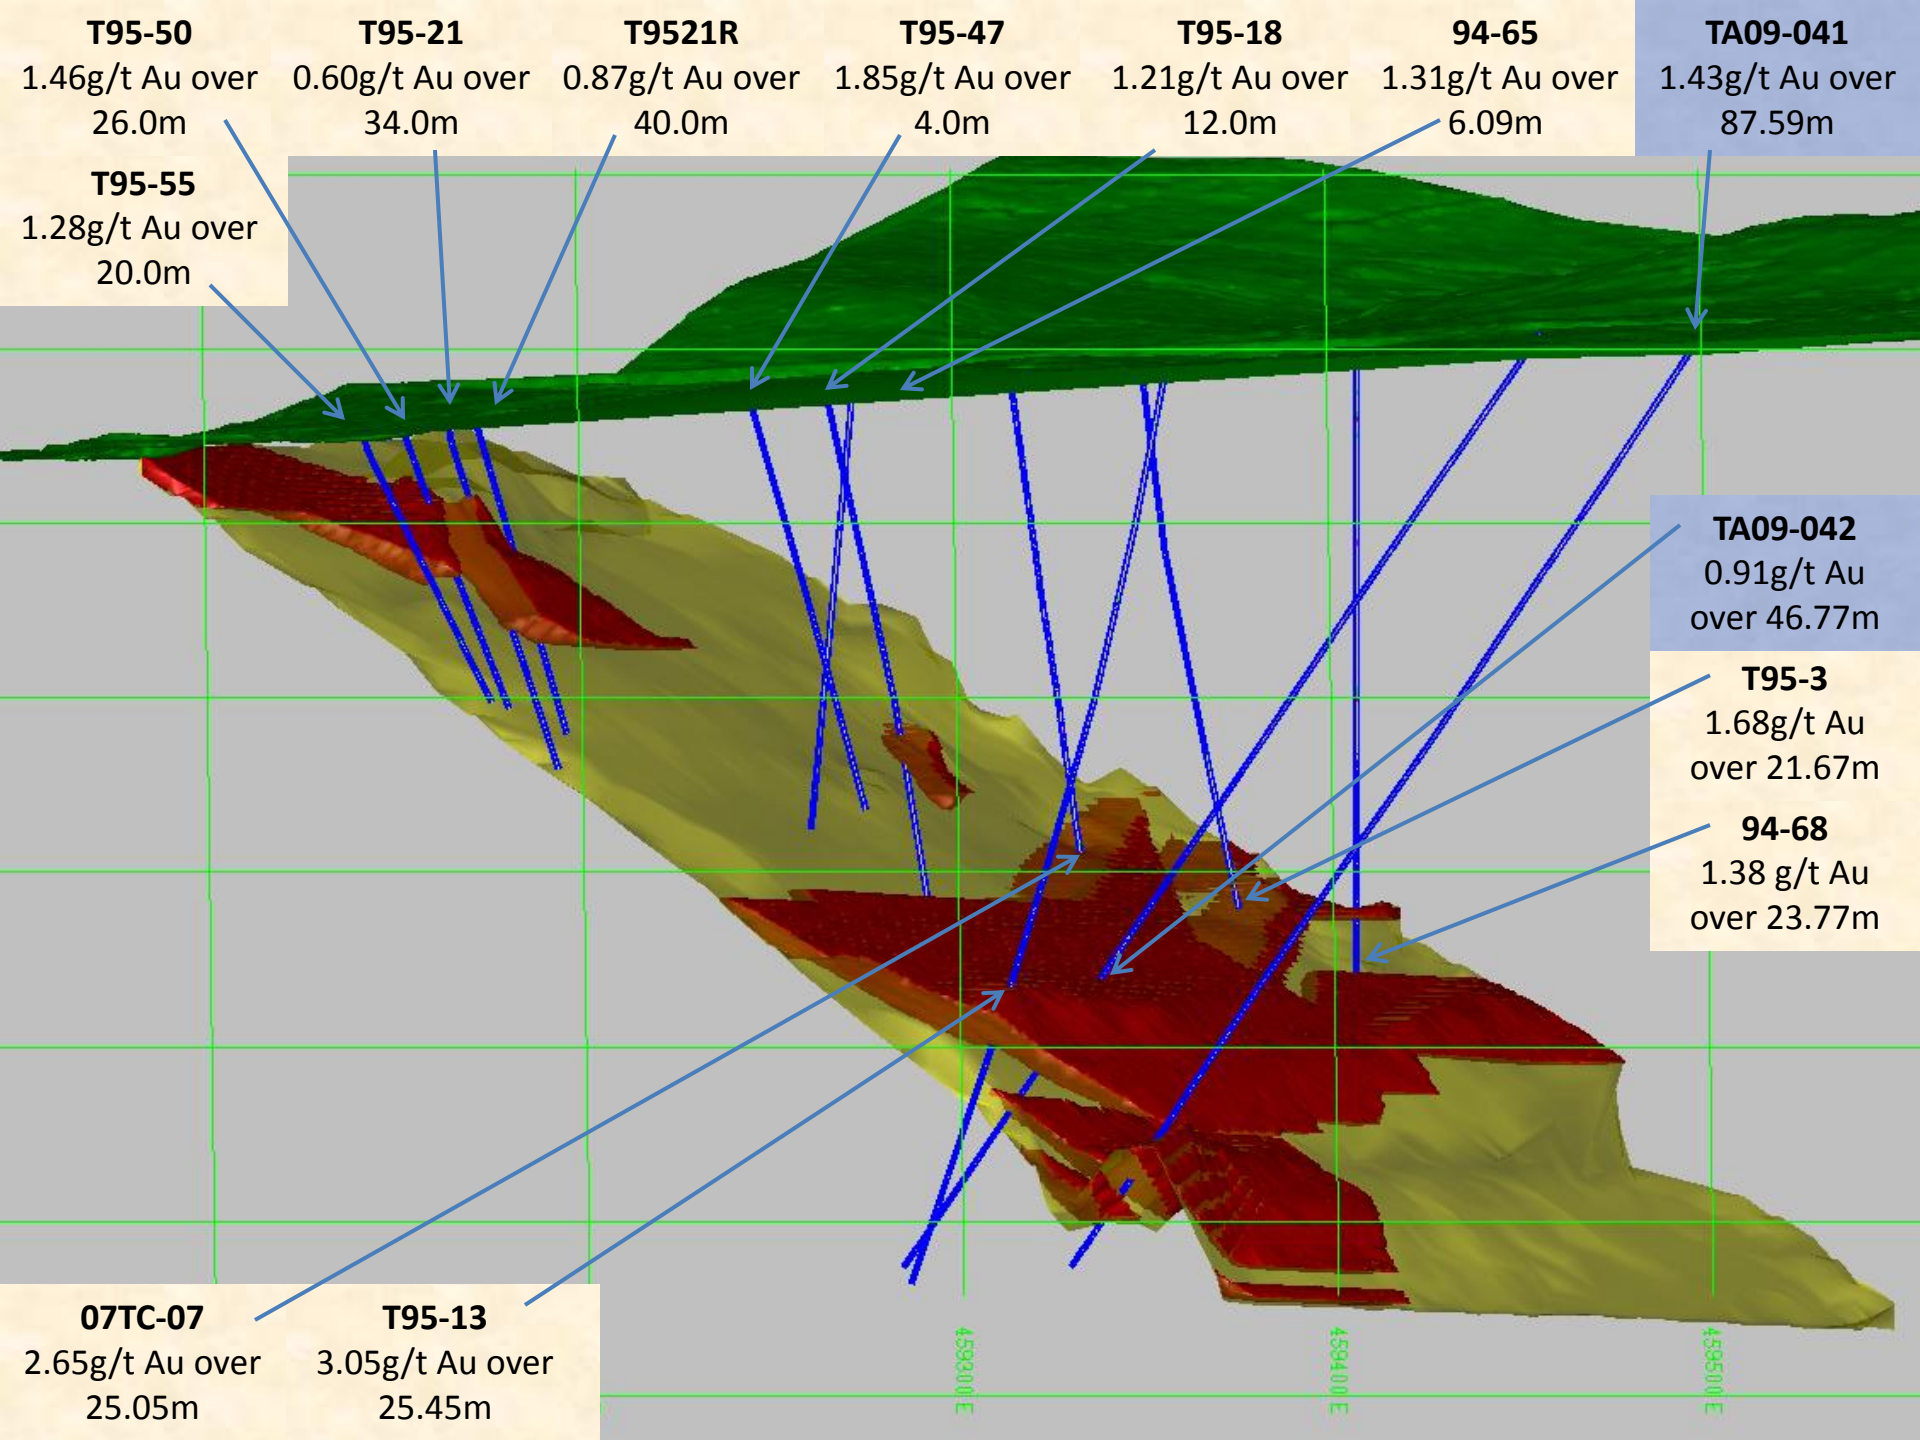 T95-50
1.46g/t Au over
26.0m
T95-21
0.60g/t Au over
34.0m
T9521R
0.87g/t Au over
40.0m
T95-47
1.85g/t Au over
4.0m
T95-18
1.21g/t Au over
12.0m
94-65
1.31g/t Au over
6.09m
TA09-041
1.43g/t Au over
87.59m
T95-55
1.28g/t Au over
20.0m
TA09-042
0.91g/t Au
over 46.77m
T95-3
1.68g/t Au
over 21.67m
94-68
1.38 g/t Au
over 23.77m
07TC-07
2.65g/t Au over
25.05m
T95-13
3.05g/t Au over
25.45m
459300 E
459400 E
459500 E